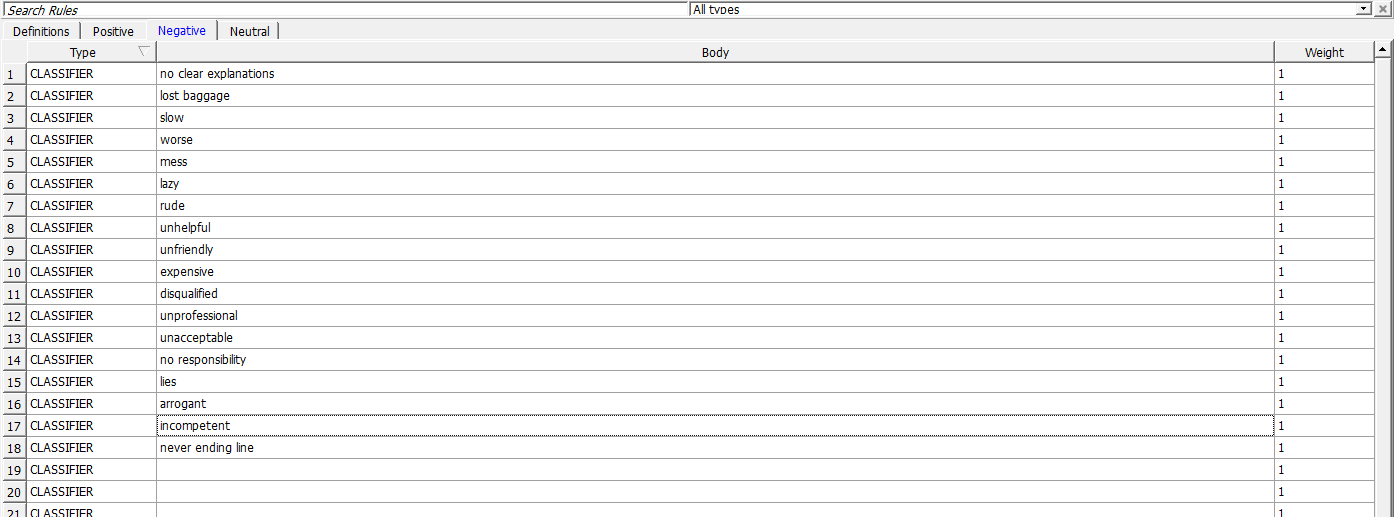 Search Rules All types
Definitions Positive Negative Neutral
Type Body Weight
1 CLASSIFIER no clear explanations 1
2 CLASSIFIER lost baggage 1
3 CLASSIFIER slow 1
4 CLASSIFIER worse 1
5 CLASSIFIER mess 1
6 CLASSIFIER lazy 1
7 CLASSIFIER rude 1
8 CLASSIFIER unhelpful 1
9 CLASSIFIER unfriendly 1
10 CLASSIFIER expensive 1
11 CLASSIFIER disqualified 1
12 CLASSIFIER unprofessional 1
13 CLASSIFIER unacceptable 1
14 CLASSIFIER no responsibility 1
15 CLASSIFIER lies 1
16 CLASSIFIER arrogant 1
17 CLASSIFIER incompetent 1
18 CLASSIFIER never ending line 1
19 CLASSIFIER 1
20 CLASSIFIER 1
21 CLASSIFIER 1